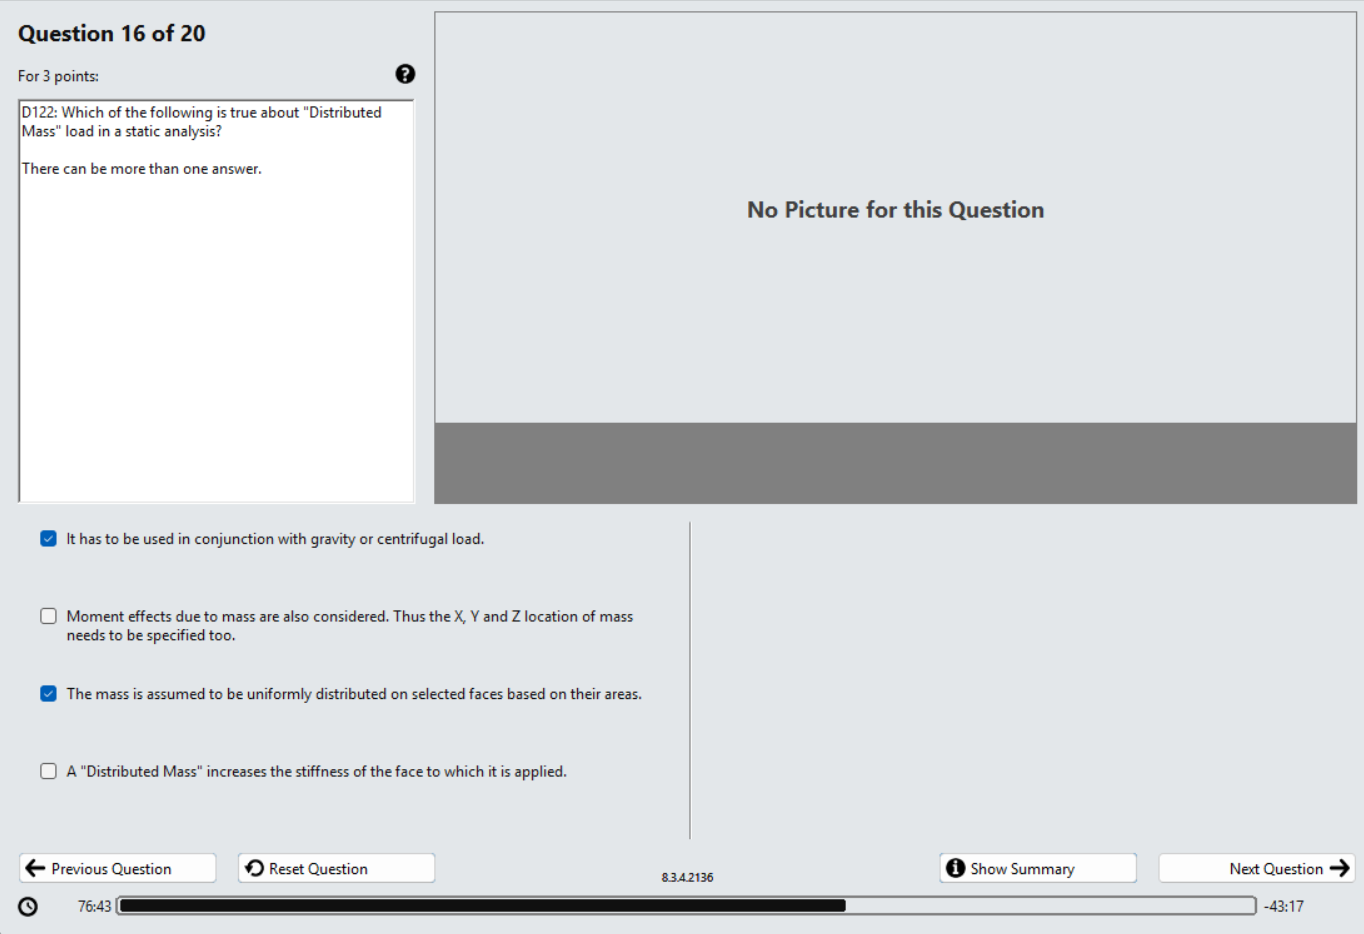 Question 16 of 20
For 3 points:
D122: Which of the following is true about "Distributed
Mass" load in a static analysis?
There can be more than one answer.
No Picture for this Question
It has to be used in conjunction with gravity or centrifugal load.
Moment effects due to mass are also considered. Thus the X, Y and Z location of mass
needs to be specified too.
The mass is assumed to be uniformly distributed on selected faces based on their areas.
A "Distributed Mass" increases the stiffness of the face to which it is applied.
Previous Question
Reset Question
8.3.4.2136
Show Summary
Next Question
76:43
-43:17